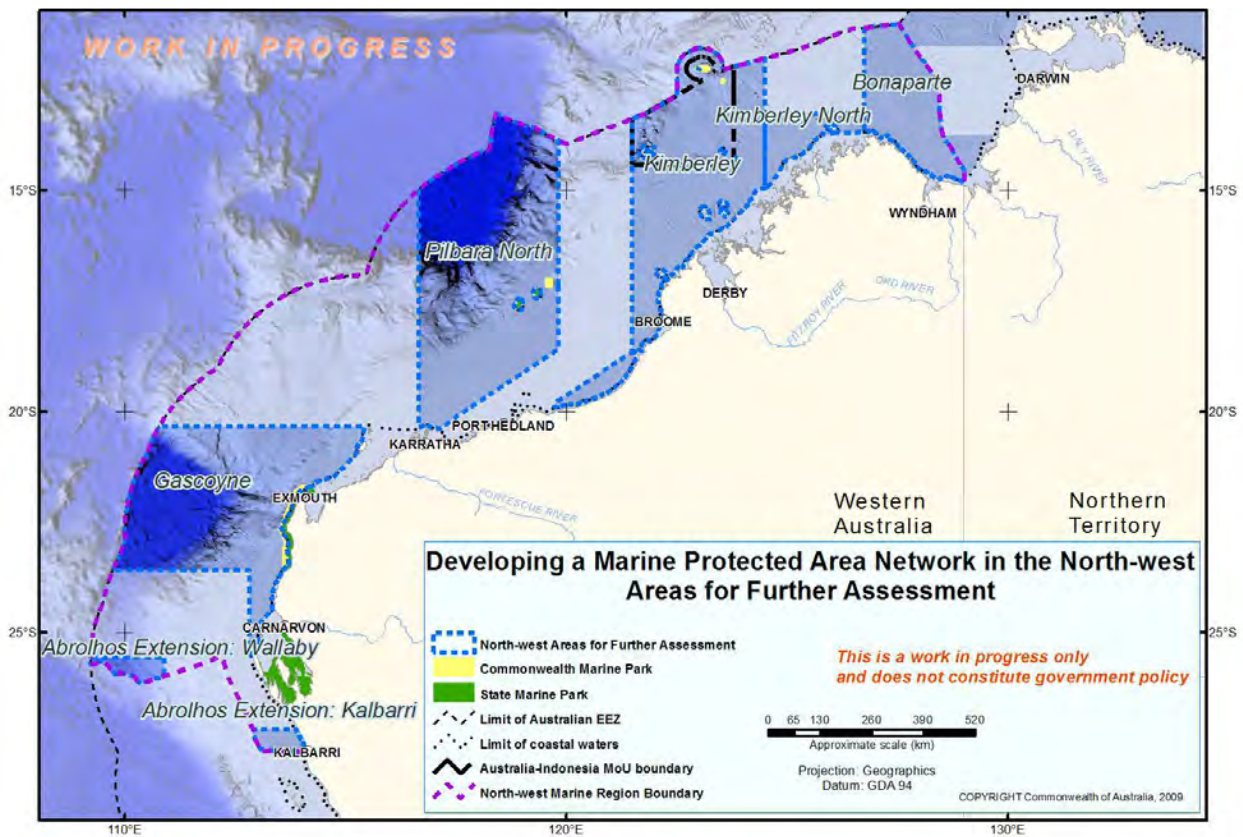 WORK IN PROGRESS
Bonaparte
DARWIN
Kimberley North
Kimberley
DALY RIVER
15°S
15°S
WYNDHAM
Pilbara North
DERBY
ORD RIVER
FITZROY RIVER
BROOME
20°S
20°S
PORT HEDLAND
KARRATHA
Gascoyne
EXMOUTH
FORTESCUE RIVER
Western
Australia
Northern
Territory
Developing a Marine Protected Area Network in the North-west
Areas for Further Assessment
CARNARVON
25°S
25°S
Abrolhos Extension: Wallaby
Abrolhos Extension: Kalbarri
KALBARRI
North-west Areas for Further Assessment
Commonwealth Marine Park
State Marine Park
Limit of Australian EEZ
Limit of coastal waters
Australia-Indonesia MoU boundary
North-west Marine Region Boundary
This is a work in progress only
and does not constitute government policy
0 65 130 260 390 520
Approximate scale (km)
Projection: Geographics
Datum: GDA 94
COPYRIGHT Commonwealth of Australia, 2009
110°E
120°E
130°E